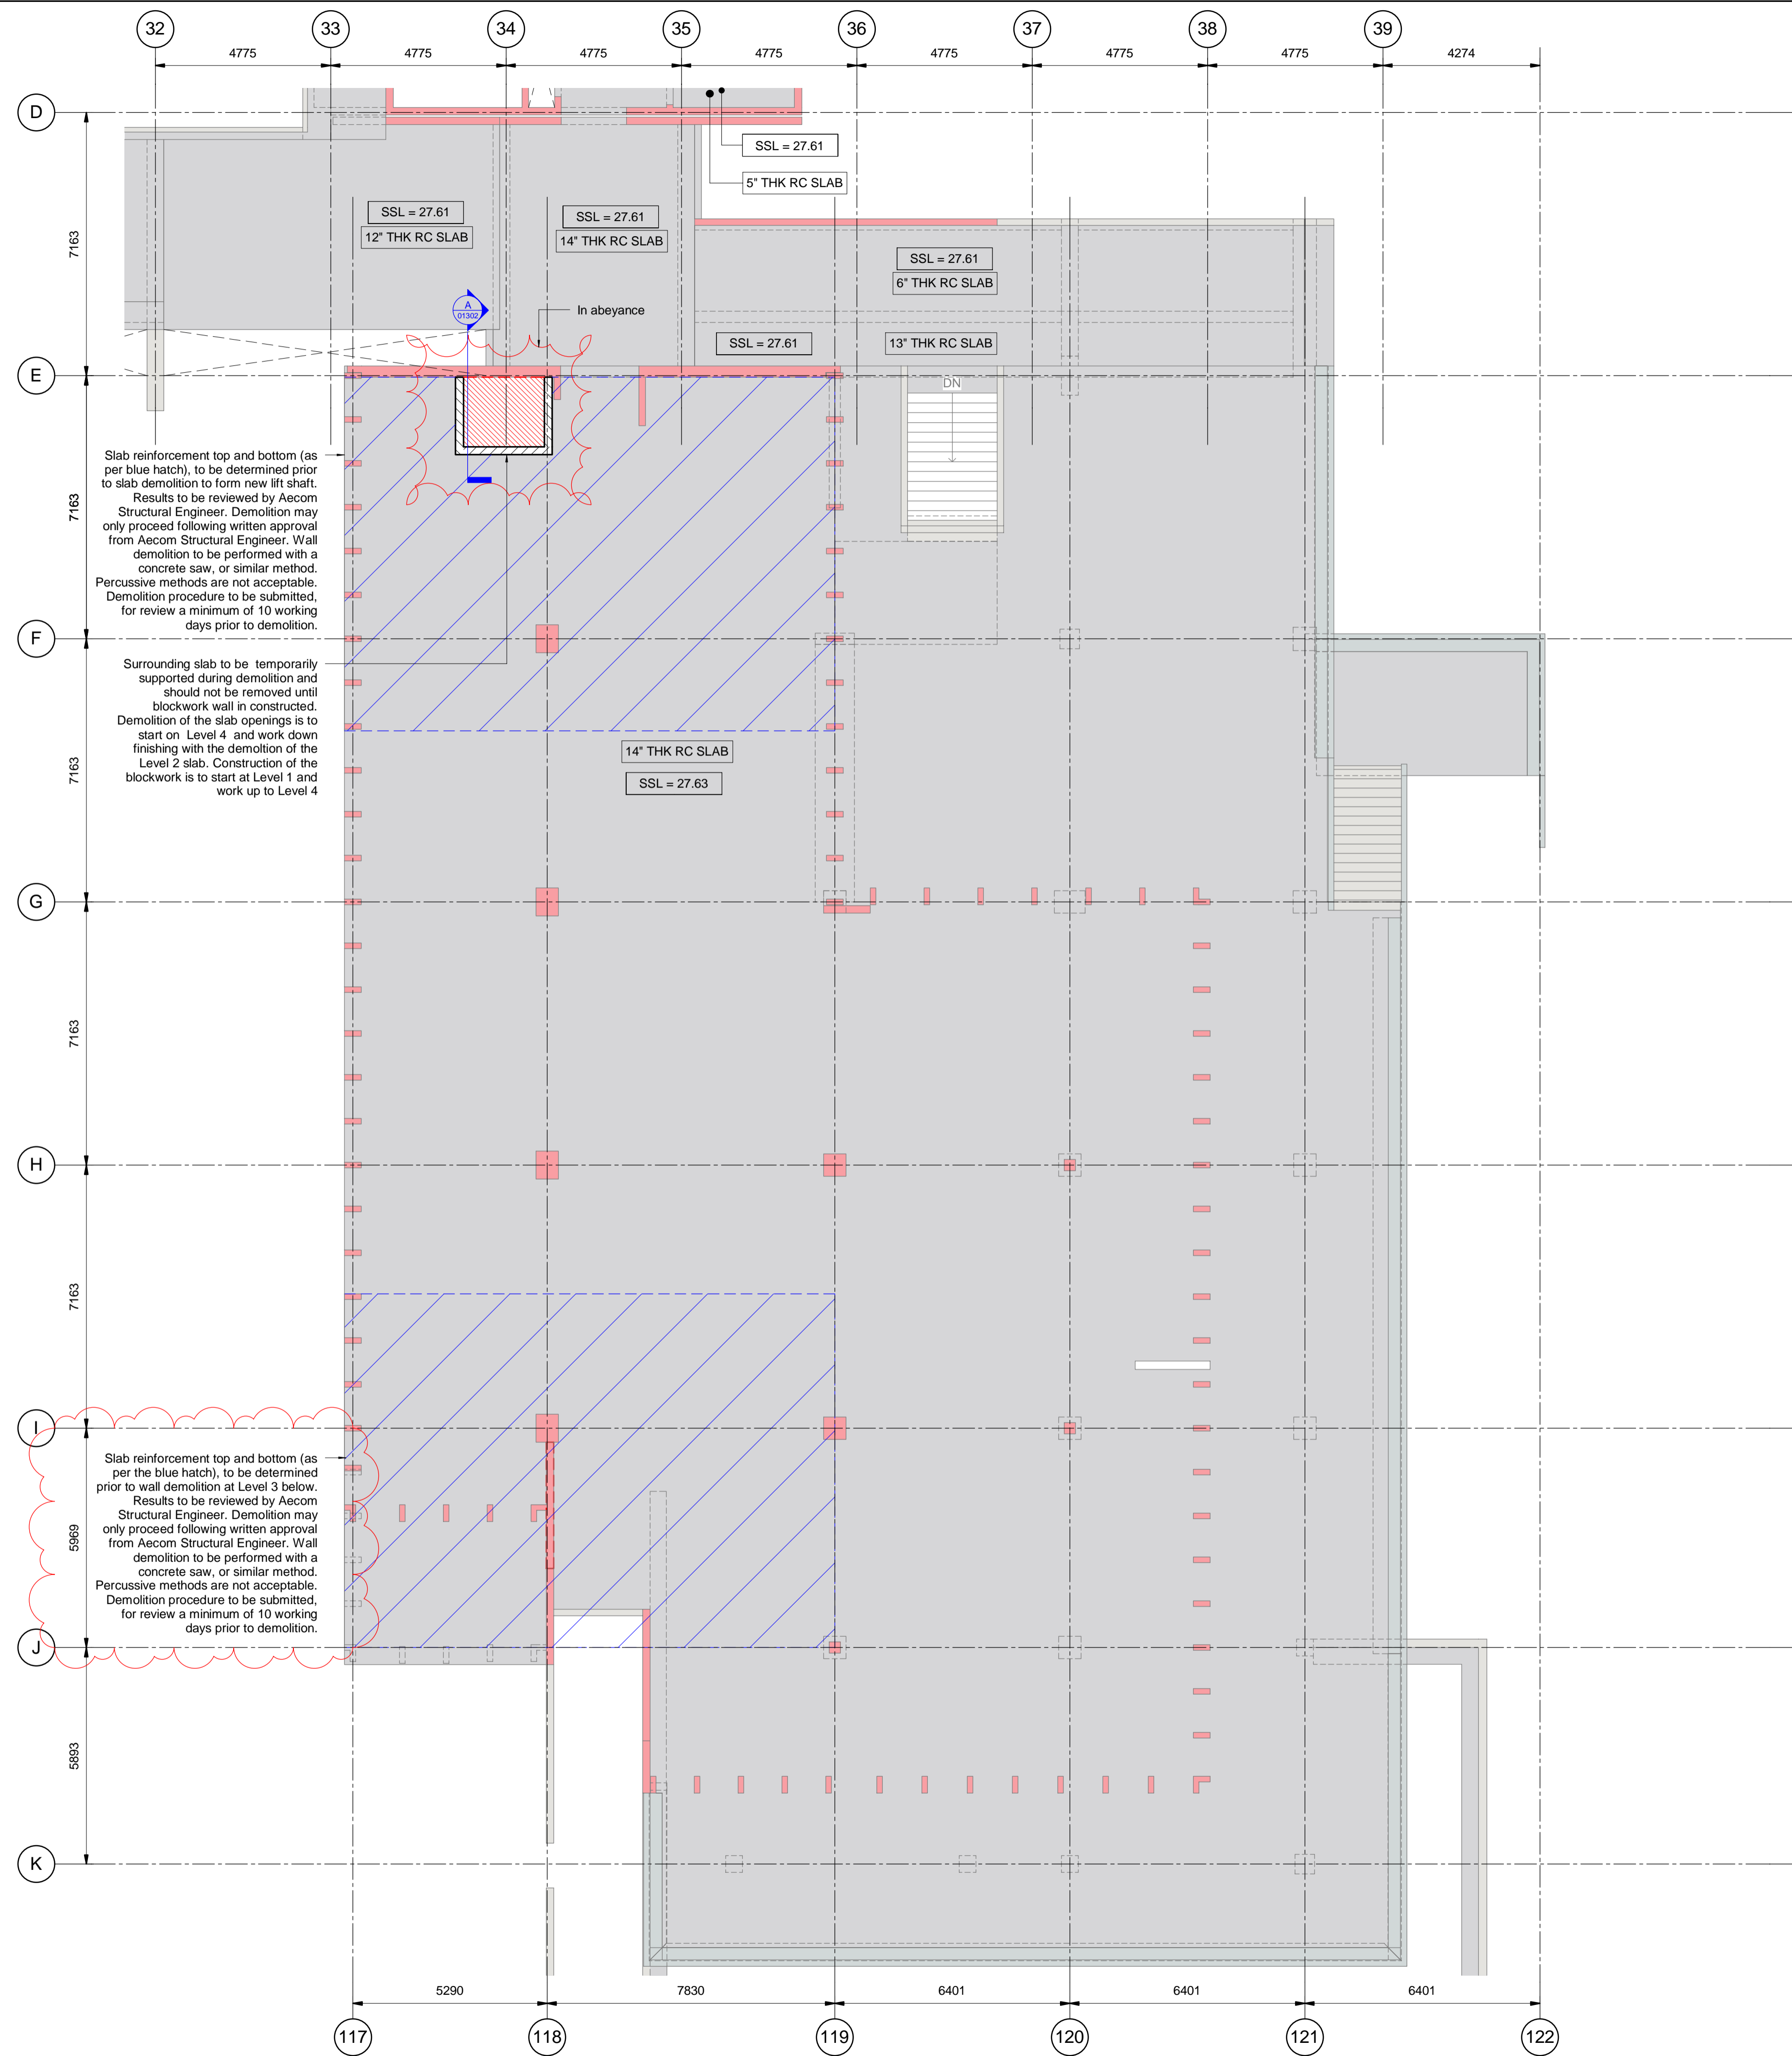 32
33
34
35
36
37
38
39
4775
4775
4775
4775
4775
4775
4775
4274
D
SSL = 27.61
5" THK RC SLAB
7163
SSL = 27.61
12" THK RC SLAB
SSL = 27.61
14" THK RC SLAB
SSL = 27.61
6" THK RC SLAB
A
01302
In abeyance
SSL = 27.61
13" THK RC SLAB
E
DN
Slab reinforcement top and bottom (as
per blue hatch), to be determined prior
to slab demolition to form new lift shaft.
Results to be reviewed by Aecom
Structural Engineer. Demolition may
only proceed following written approval
from Aecom Structural Engineer. Wall
demolition to be performed with a
concrete saw, or similar method.
Percussive methods are not acceptable.
Demolition procedure to be submitted,
for review a minimum of 10 working
days prior to demolition.
7163
F
Surrounding slab to be temporarily
supported during demolition and
should not be removed until
blockwork wall in constructed.
Demolition of the slab openings is to
start on Level 4 and work down
finishing with the demoltion of the
Level 2 slab. Construction of the
blockwork is to start at Level 1 and
work up to Level 4
7163
14" THK RC SLAB
SSL = 27.63
G
7163
H
7163
I
Slab reinforcement top and bottom (as
per the blue hatch), to be determined
prior to wall demolition at Level 3 below.
Results to be reviewed by Aecom
Structural Engineer. Demolition may
only proceed following written approval
from Aecom Structural Engineer. Wall
demolition to be performed with a
concrete saw, or similar method.
Percussive methods are not acceptable.
Demolition procedure to be submitted,
for review a minimum of 10 working
days prior to demolition.
5969
J
5893
K
5290
7830
6401
6401
6401
117
118
119
120
121
122